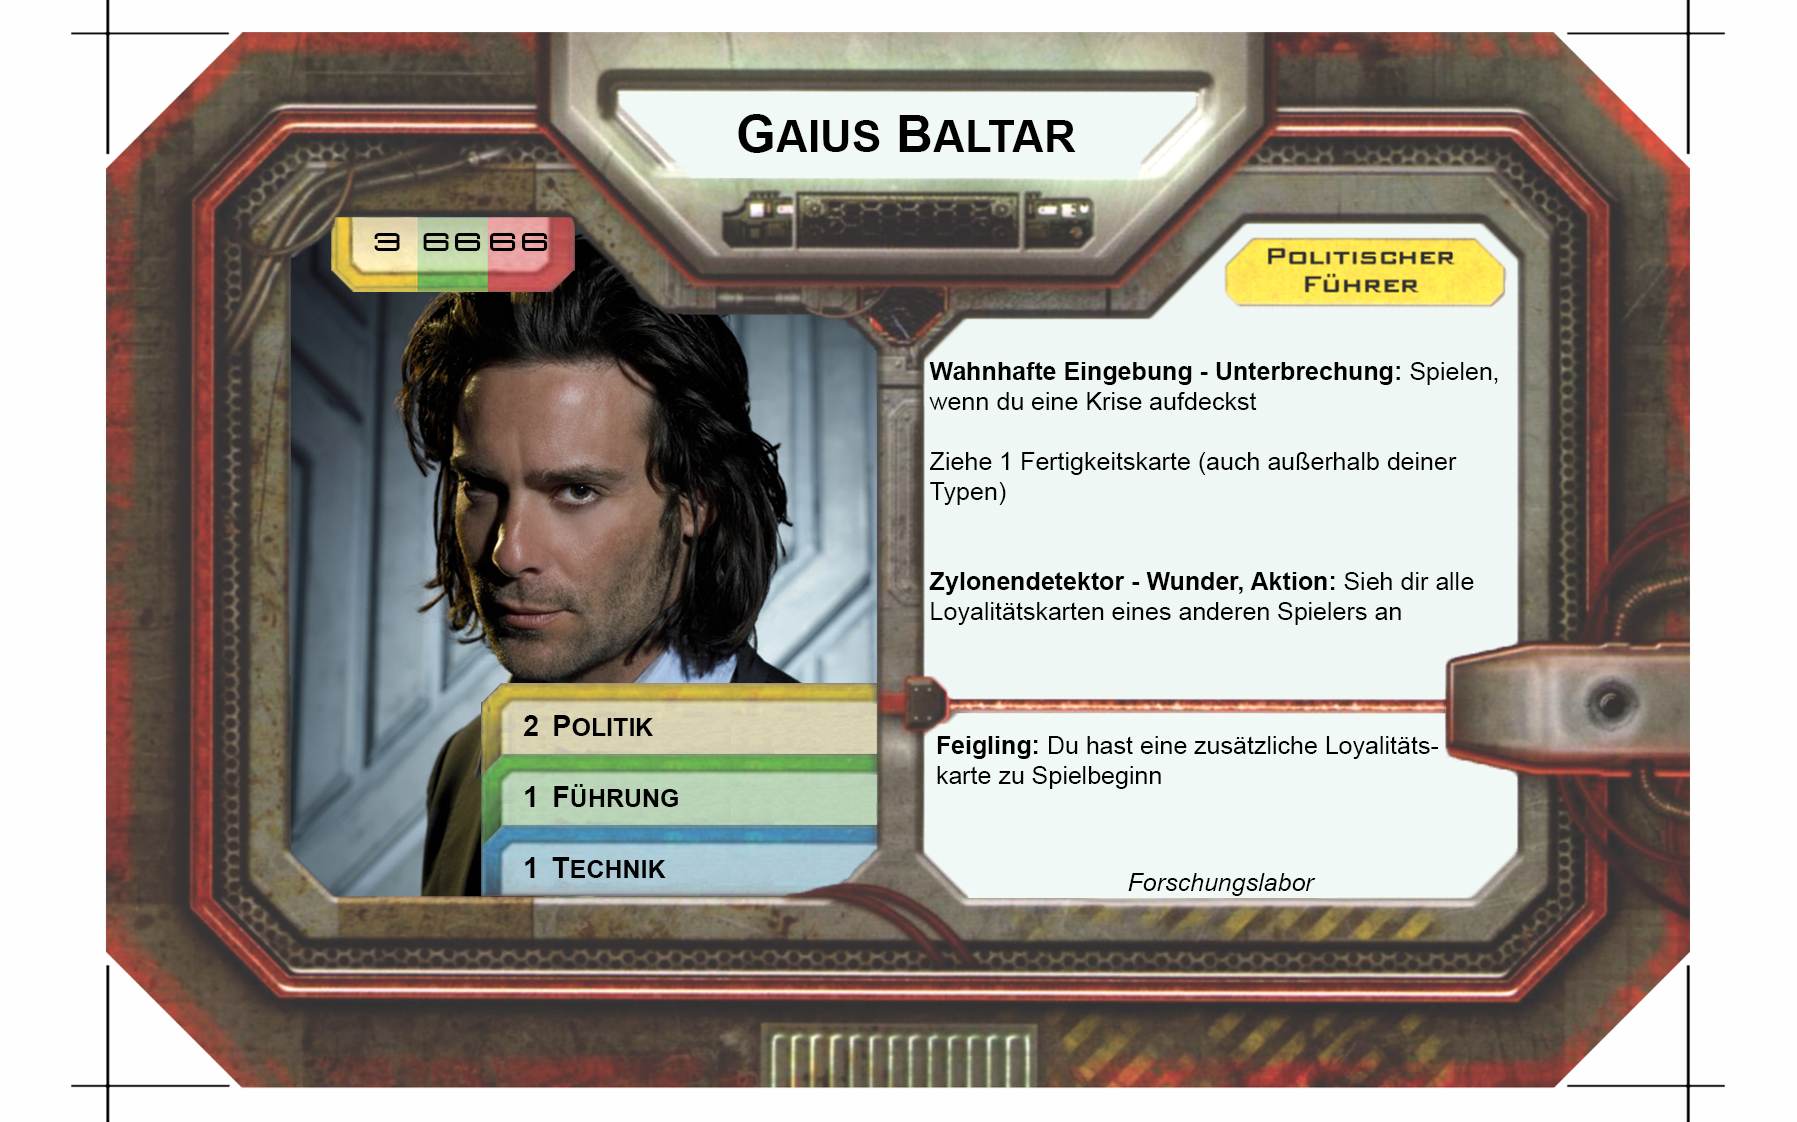 GAIUS BALTAR
3 66 66
POLITISCHER
FÜHRER
Wahnhafte Eingebung - Unterbrechung: Spielen,
wenn du eine Krise aufdeckst
Ziehe 1 Fertigkeitskarte (auch außerhalb deiner
Typen)
Zylonendetektor - Wunder, Aktion: Sieh dir alle
Loyalitätskarten eines anderen Spielers an
2 POLITIK
1 FÜHRUNG
1 TECHNIK
Feigling: Du hast eine zusätzliche Loyalitäts-
karte zu Spielbeginn
Forschungslabor